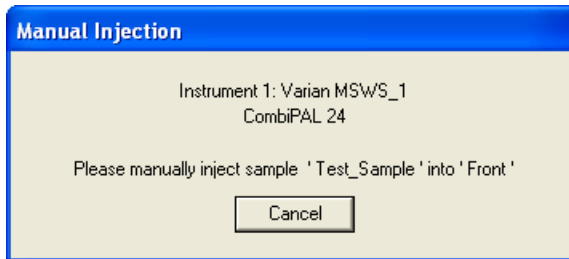 Manual Injection
Instrument 1: Varian MSWS_1
CombiPAL 24
Please manually inject sample ' Test_Sample ' into ' Front '
Cancel